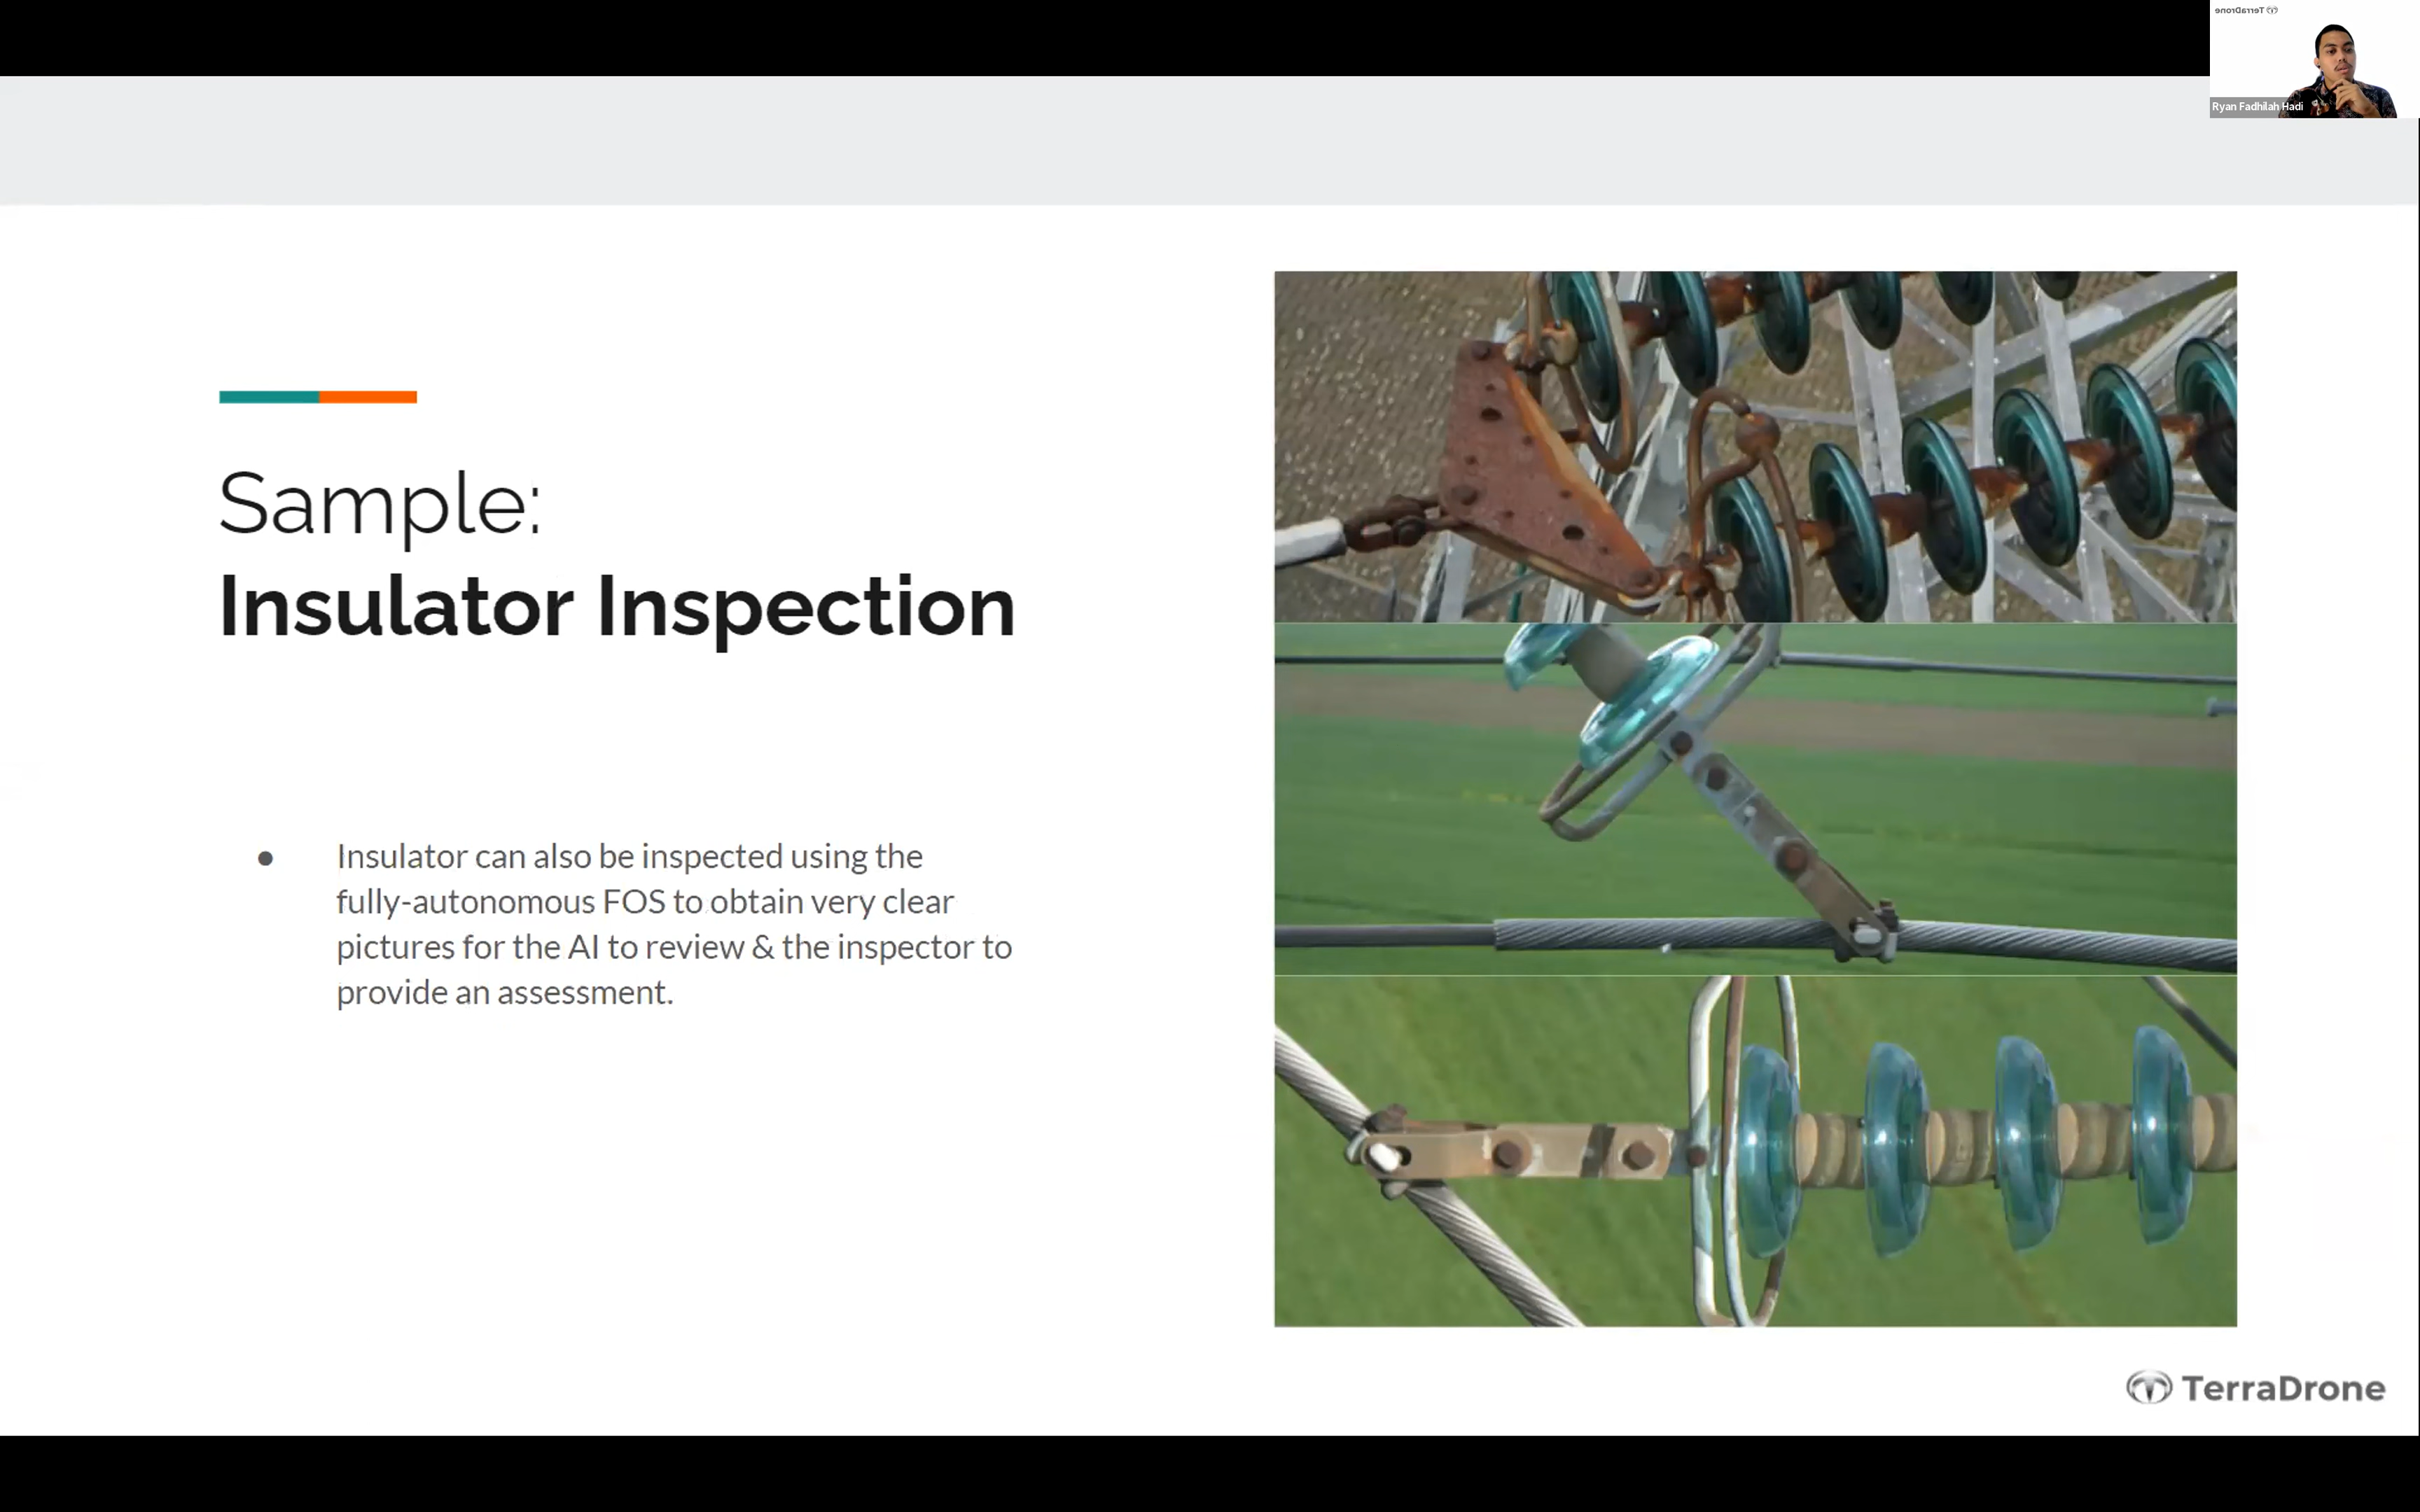 TerraDrone
Ryan Fadhilah Hadi
Sample:
Insulator Inspection
● Insulator can also be inspected using the
fully-autonomous FOS to obtain very clear
pictures for the AI to review & the inspector to
provide an assessment.
TerraDrone